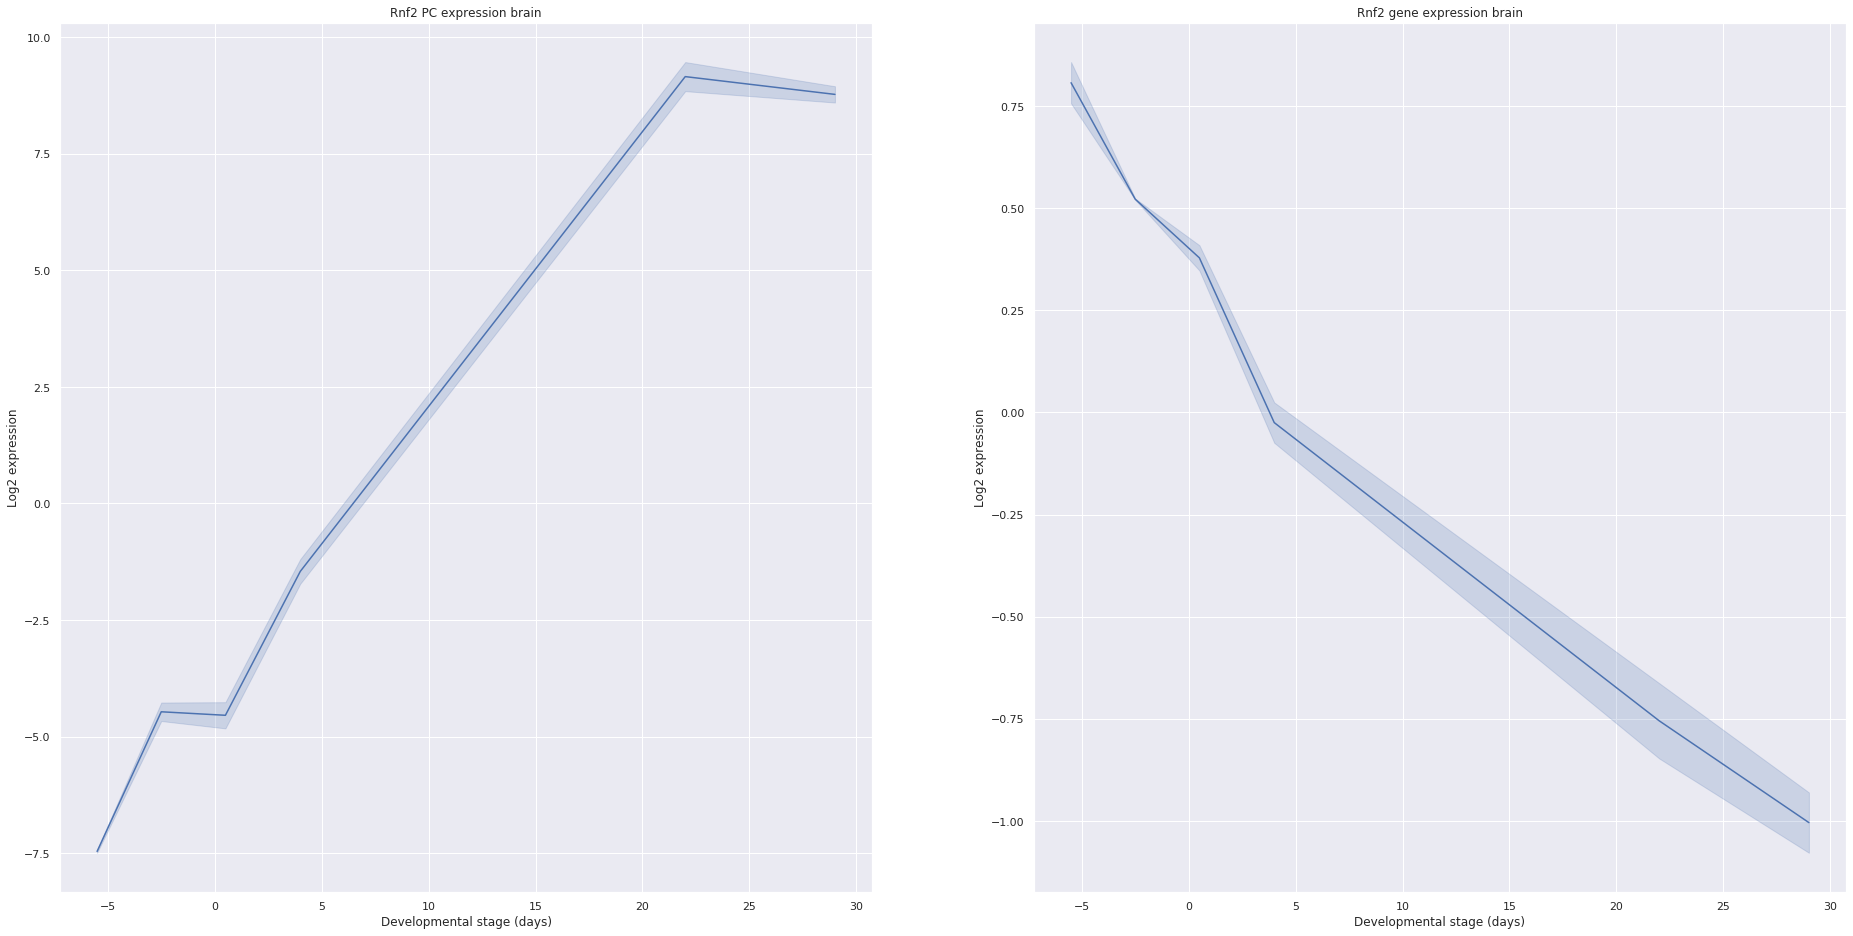 Rnf2 PC expression brain
10.0
7.5
5.0
2.5
0.0
−2.5
−5.0
−7.5
Log2 expression
−5 0 5 10 15 20 25 30
Developmental stage (days)
Rnf2 gene expression brain
0.75
0.50
0.25
0.00
−0.25
−0.50
−0.75
−1.00
Log2 expression
−5 0 5 10 15 20 25 30
Developmental stage (days)